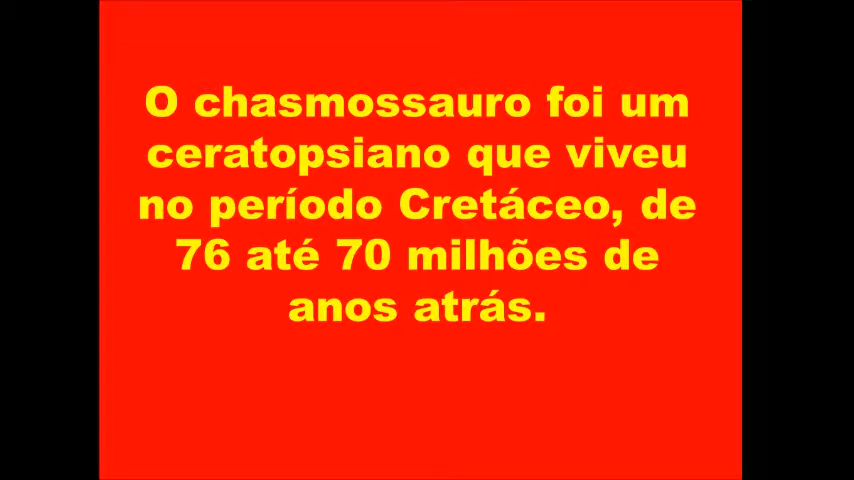 O chasmossauro foi um
ceratopsiano que viveu
no período Cretáceo, de
76 até 70 milhões de
anos atrás.